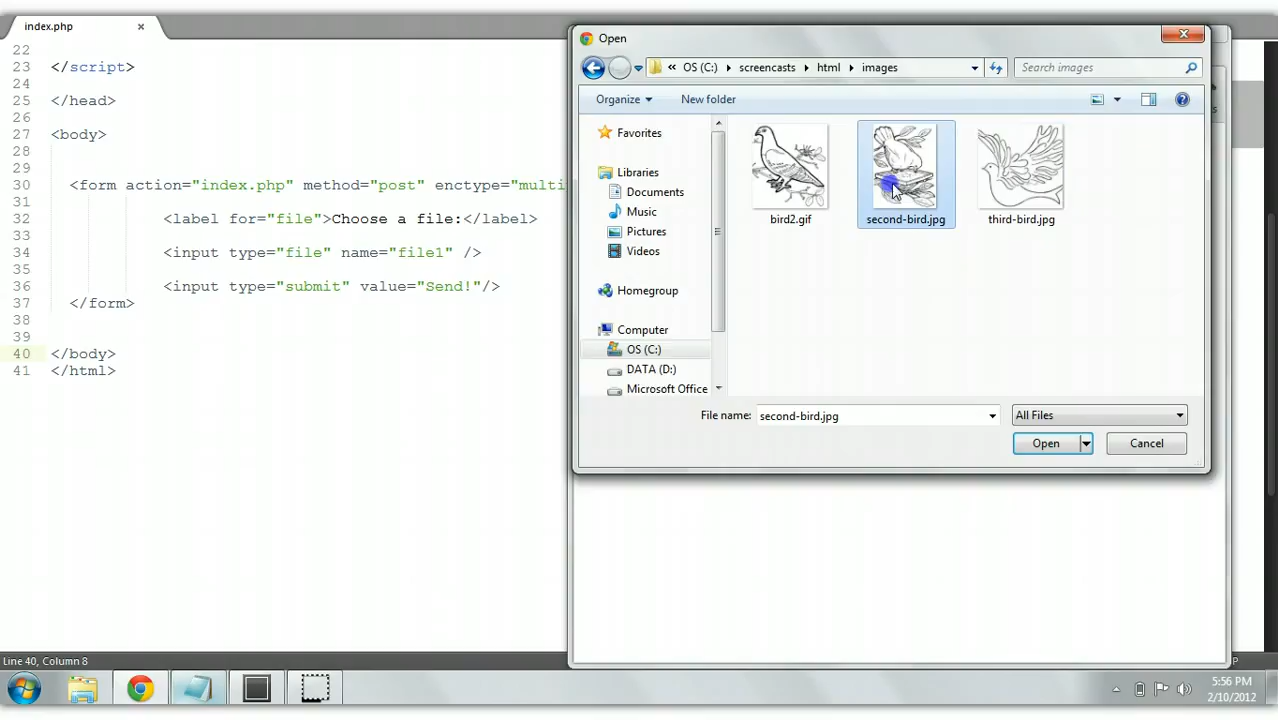 index.php ×
22
23 </script>
24
25 </head>
26
27 <body>
28
29
30 <form action="index.php" method="post" enctype="multi
31
32 <label for="file">Choose a file:</label>
33
34 <input type="file" name="file1" />
35
36 <input type="submit" value="Send!"/>
37 </form>
38
39
40 </body>
41 </html>
Line 40, Column 8
Open
« OS (C:) screencasts html images
Search images
Organize New folder
Favorites
Libraries
Documents
Music
Pictures
Videos
Homegroup
Computer
OS (C:)
DATA (D:)
Microsoft Office
bird2.gif
second-bird.jpg
third-bird.jpg
File name: second-bird.jpg
All Files
Open Cancel
5:56 PM
2/10/2012